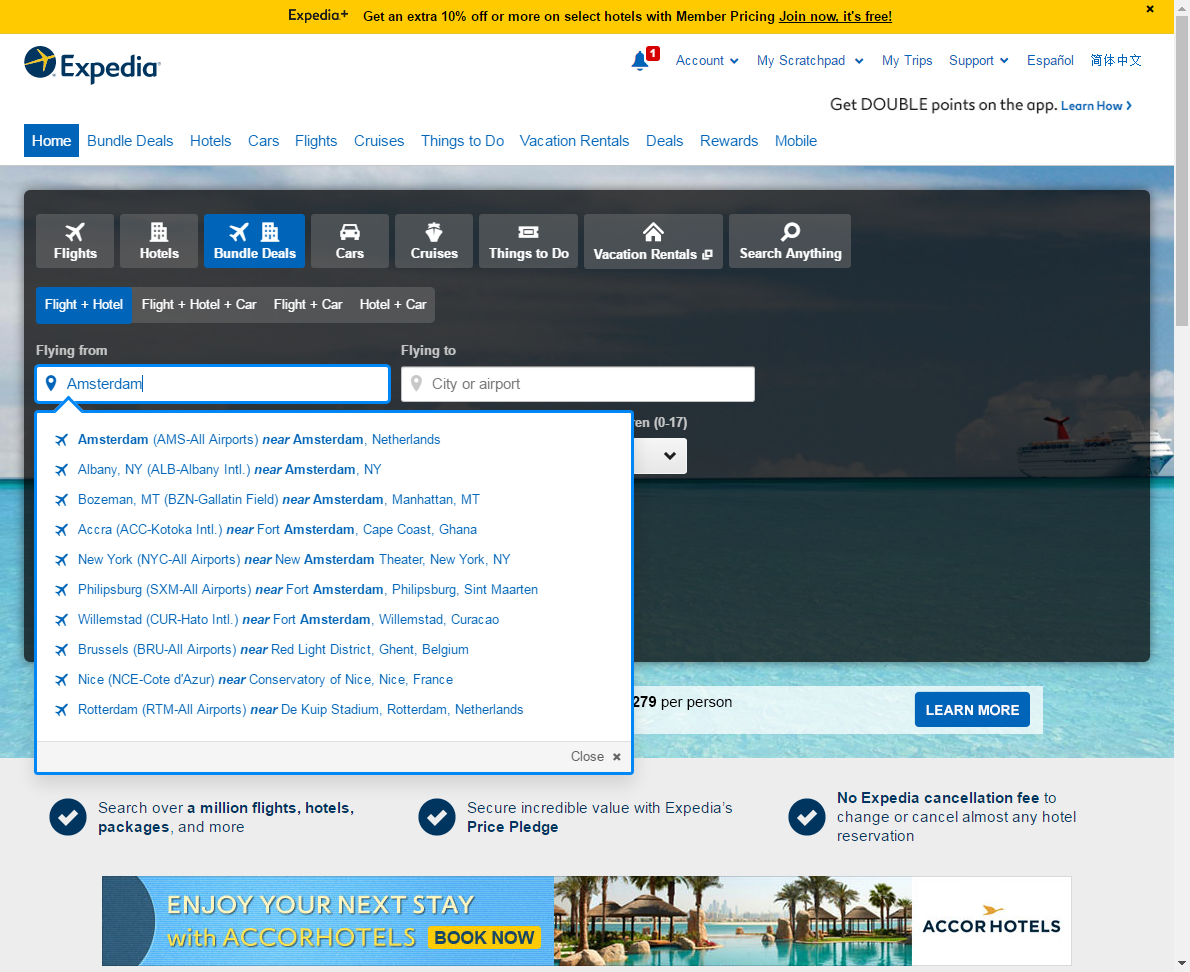 Expedia+ Get an extra 10% off or more on select hotels with Member Pricing Join now, it's free!
Expedia
1 Account My Scratchpad My Trips Support Español 简体中文
Get DOUBLE points on the app. Learn How
Home Bundle Deals Hotels Cars Flights Cruises Things to Do Vacation Rentals Deals Rewards Mobile
Flights Hotels Bundle Deals Cars Cruises Things to Do Vacation Rentals Search Anything
Flight + Hotel Flight + Hotel + Car Flight + Car Hotel + Car
Flying from Flying to
Amsterdam City or airport
ren (0-17)
Amsterdam (AMS-All Airports) near Amsterdam, Netherlands
Albany, NY (ALB-Albany Intl.) near Amsterdam, NY
Bozeman, MT (BZN-Gallatin Field) near Amsterdam, Manhattan, MT
Accra (ACC-Kotoka Intl.) near Fort Amsterdam, Cape Coast, Ghana
New York (NYC-All Airports) near New Amsterdam Theater, New York, NY
Philipsburg (SXM-All Airports) near Fort Amsterdam, Philipsburg, Sint Maarten
Willemstad (CUR-Hato Intl.) near Fort Amsterdam, Willemstad, Curacao
Brussels (BRU-All Airports) near Red Light District, Ghent, Belgium
Nice (NCE-Cote d'Azur) near Conservatory of Nice, Nice, France
Rotterdam (RTM-All Airports) near De Kuip Stadium, Rotterdam, Netherlands
279 per person
LEARN MORE
Close
Search over a million flights, hotels,
packages, and more
Secure incredible value with Expedia's
Price Pledge
No Expedia cancellation fee to
change or cancel almost any hotel
reservation
ENJOY YOUR NEXT STAY
with ACCORHOTELS BOOK NOW
ACCORHOTELS